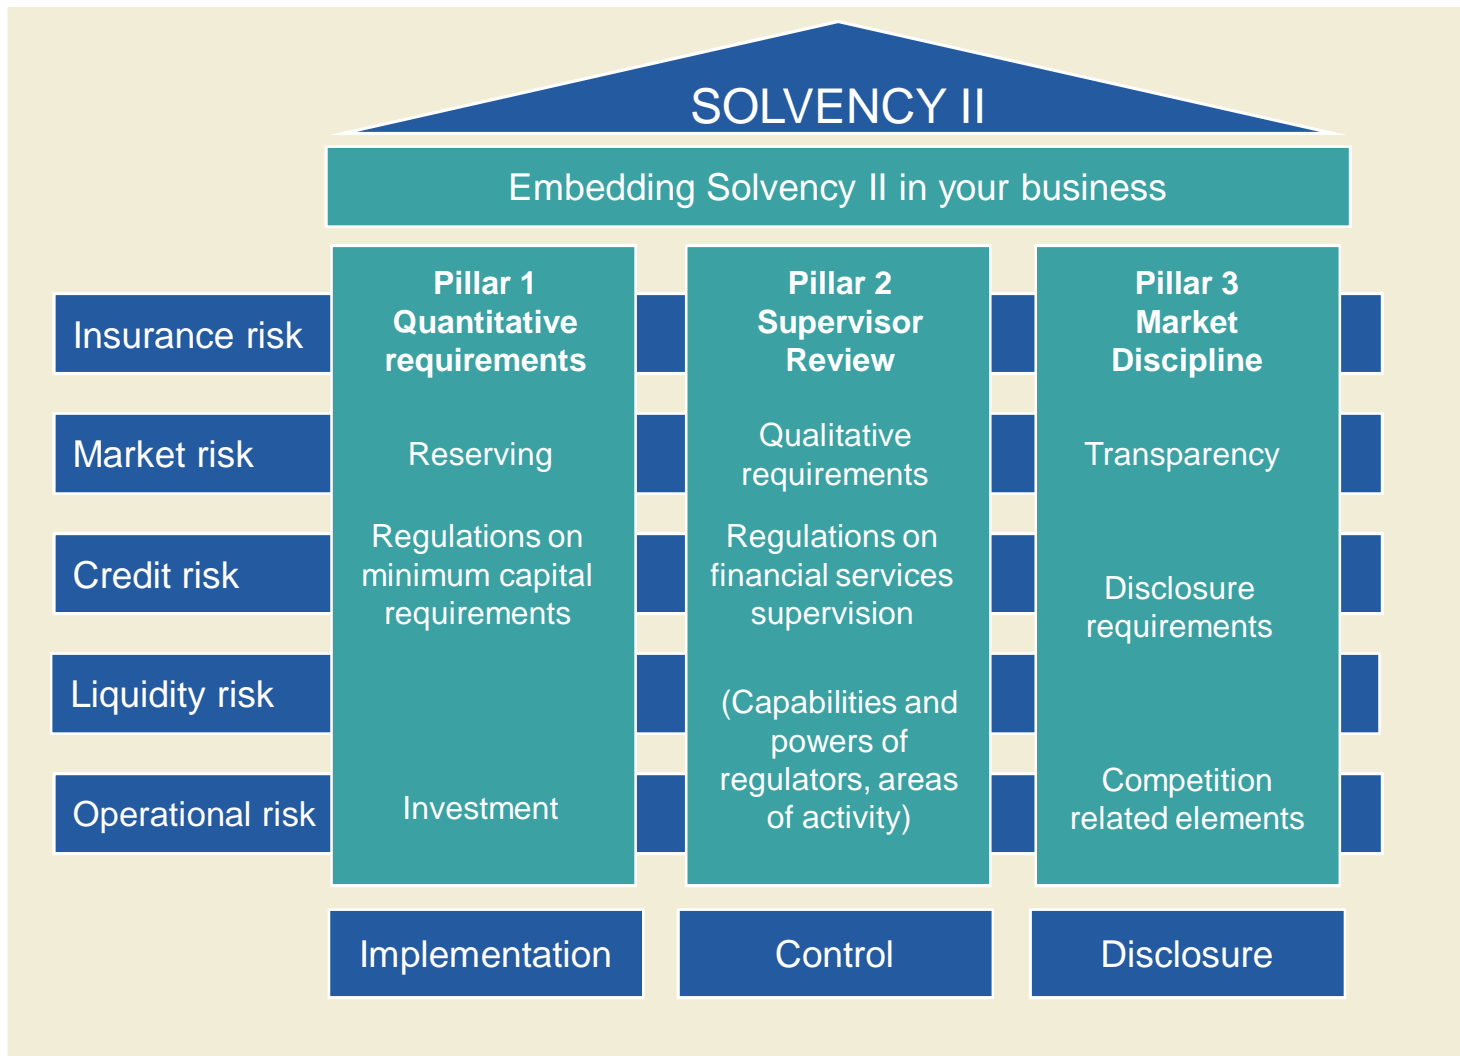 SOLVENCY II
Embedding Solvency II in your business
Insurance risk
Market risk
Credit risk
Liquidity risk
Operational risk
Pillar 1
Quantitative
requirements
Reserving
Regulations on
minimum capital
requirements
Investment
Pillar 2
Supervisor
Review
Qualitative
requirements
Regulations on
financial services
supervision
(Capabilities and
powers of
regulators, areas
of activity)
Pillar 3
Market
Discipline
Transparency
Disclosure
requirements
Competition
related elements
Implementation
Control
Disclosure